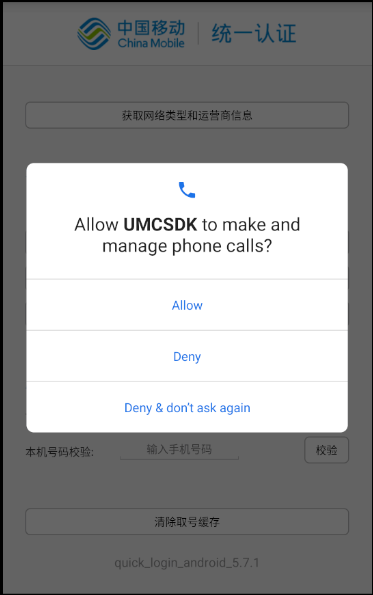 中国移动
China Mobile
统一认证
获取网络类型和运营商信息
Allow UMCSDK to make and
manage phone calls?
Allow
Deny
Deny & don't ask again
本机号码校验:
输入手机号码
校验
清除取号缓存
quick_login_android_5.7.1